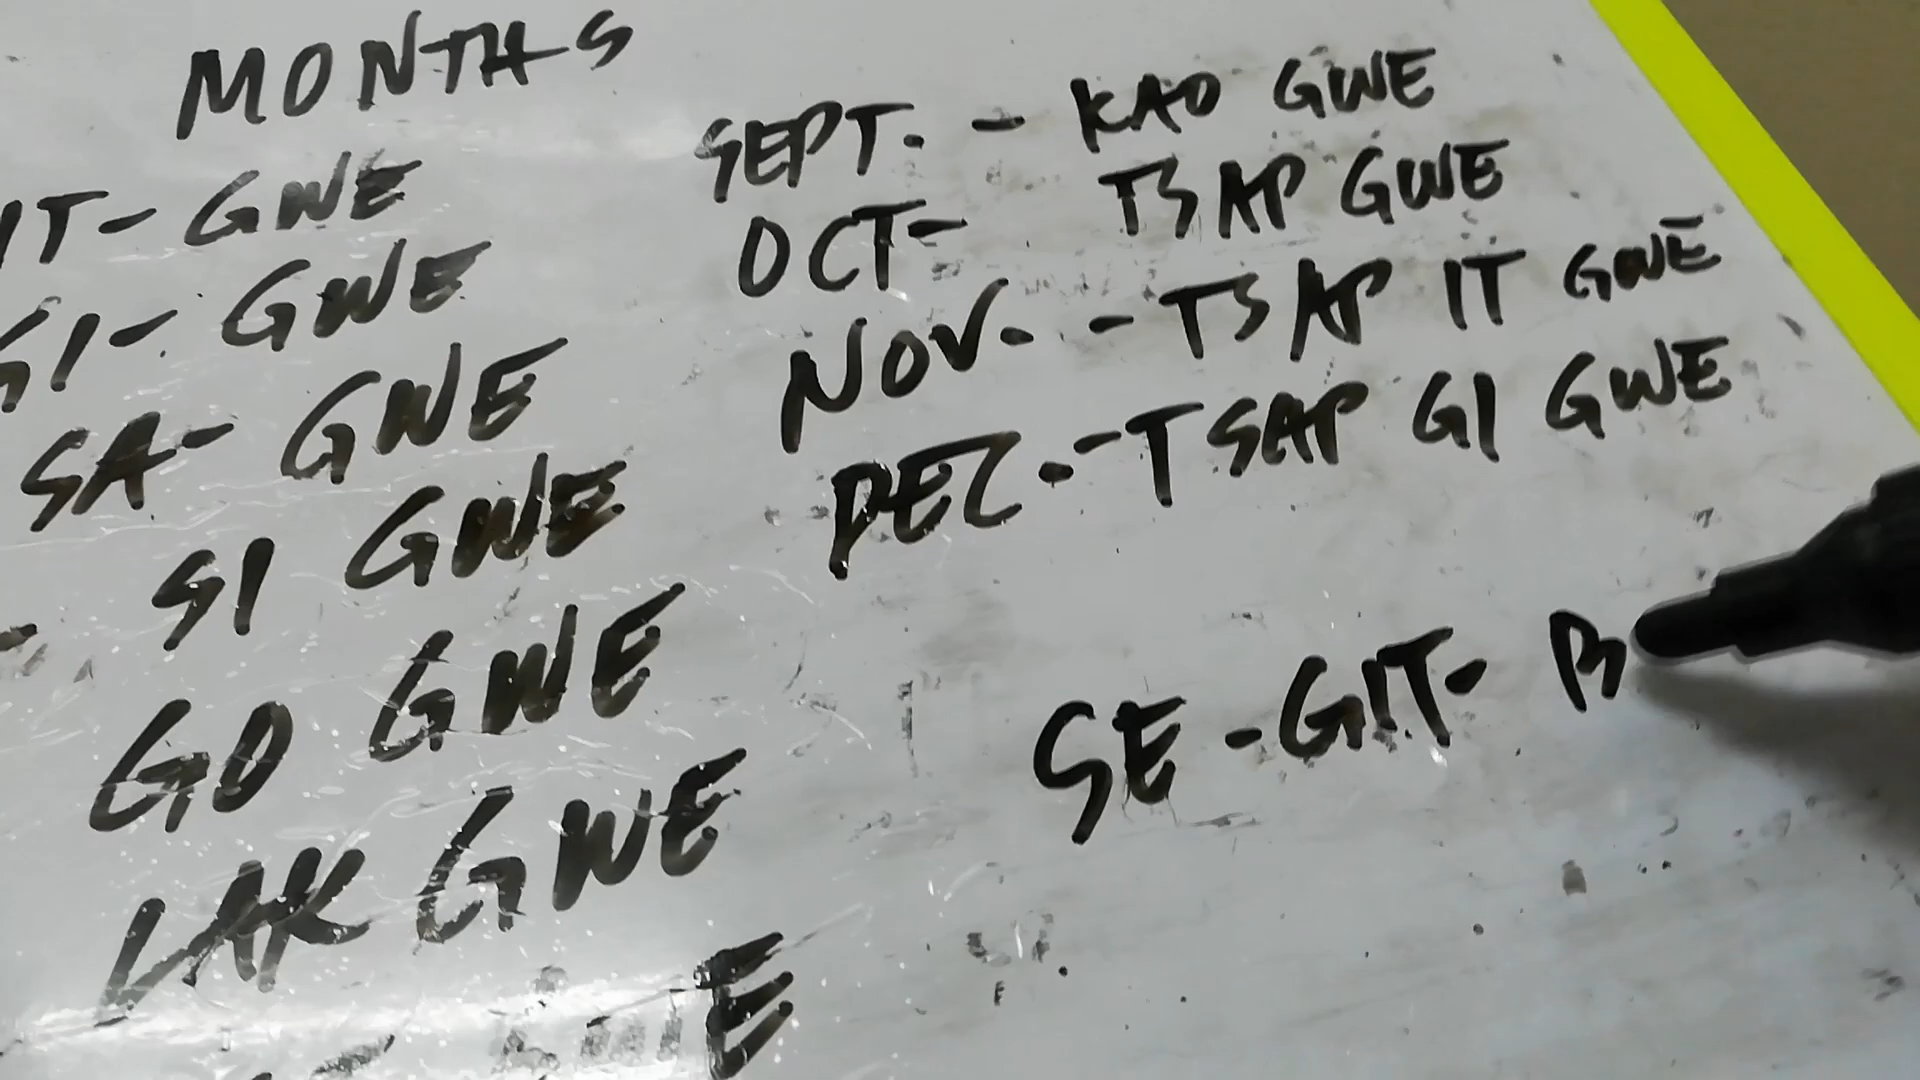 MONTHS
IT- GWE
GI- GWE
SA- GWE
SI GWE
GO GWE
LAK GWE
SEPT. - KAO GWE
OCT- TSAP GWE
NOV. - TSAP IT GWE
DEC. - TSAP GI GWE
SE - GIT - B